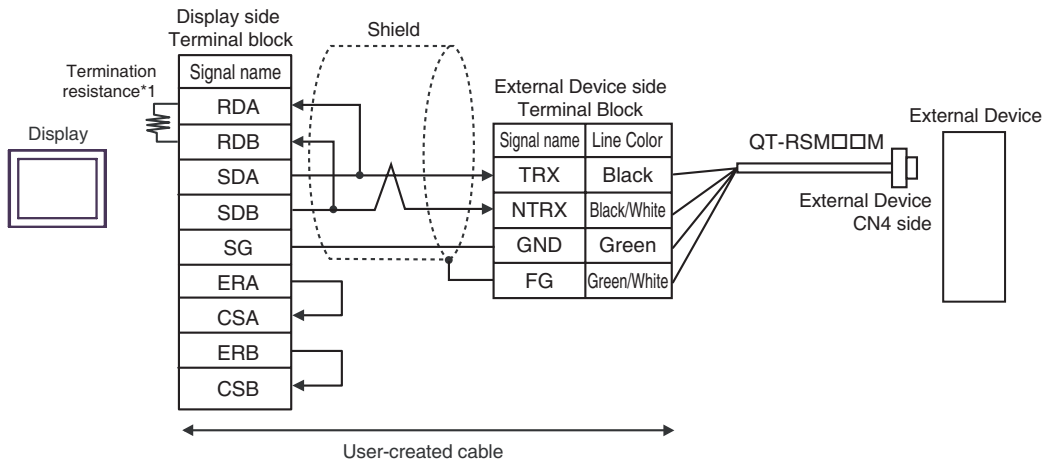 Display side
Terminal block
Shield
Termination
resistance*1
Signal name
RDA
RDB
SDA
SDB
SG
ERA
CSA
ERB
CSB
Display
External Device side
Terminal Block
Signal name Line Color
TRX Black
NTRX Black/White
GND Green
FG Green/White
QT-RSM□□M
External Device
External Device
CN4 side
User-created cable